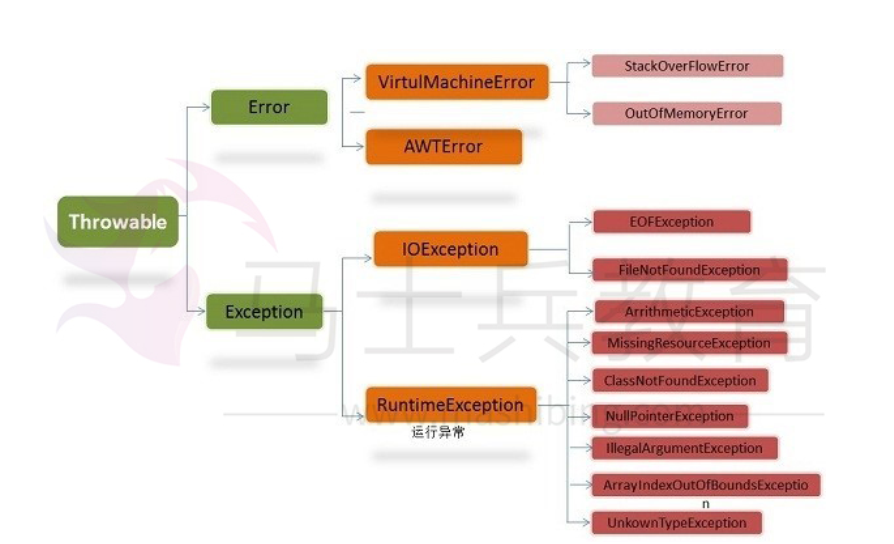 VirtulMachineError
StackOverFlowError
Error
OutOfMemoryError
AWTError
Throwable
EOFException
IOException
FileNotFoundException
马士兵教育
Exception
ArrithmeticException
MissingResourceException
ClassNotFoundException
RuntimeException
www.mashibing.com
运行异常
NullPointerException
IllegalArgumentException
ArrayIndexOutOfBoundsExceptio
n
UnkownTypeException